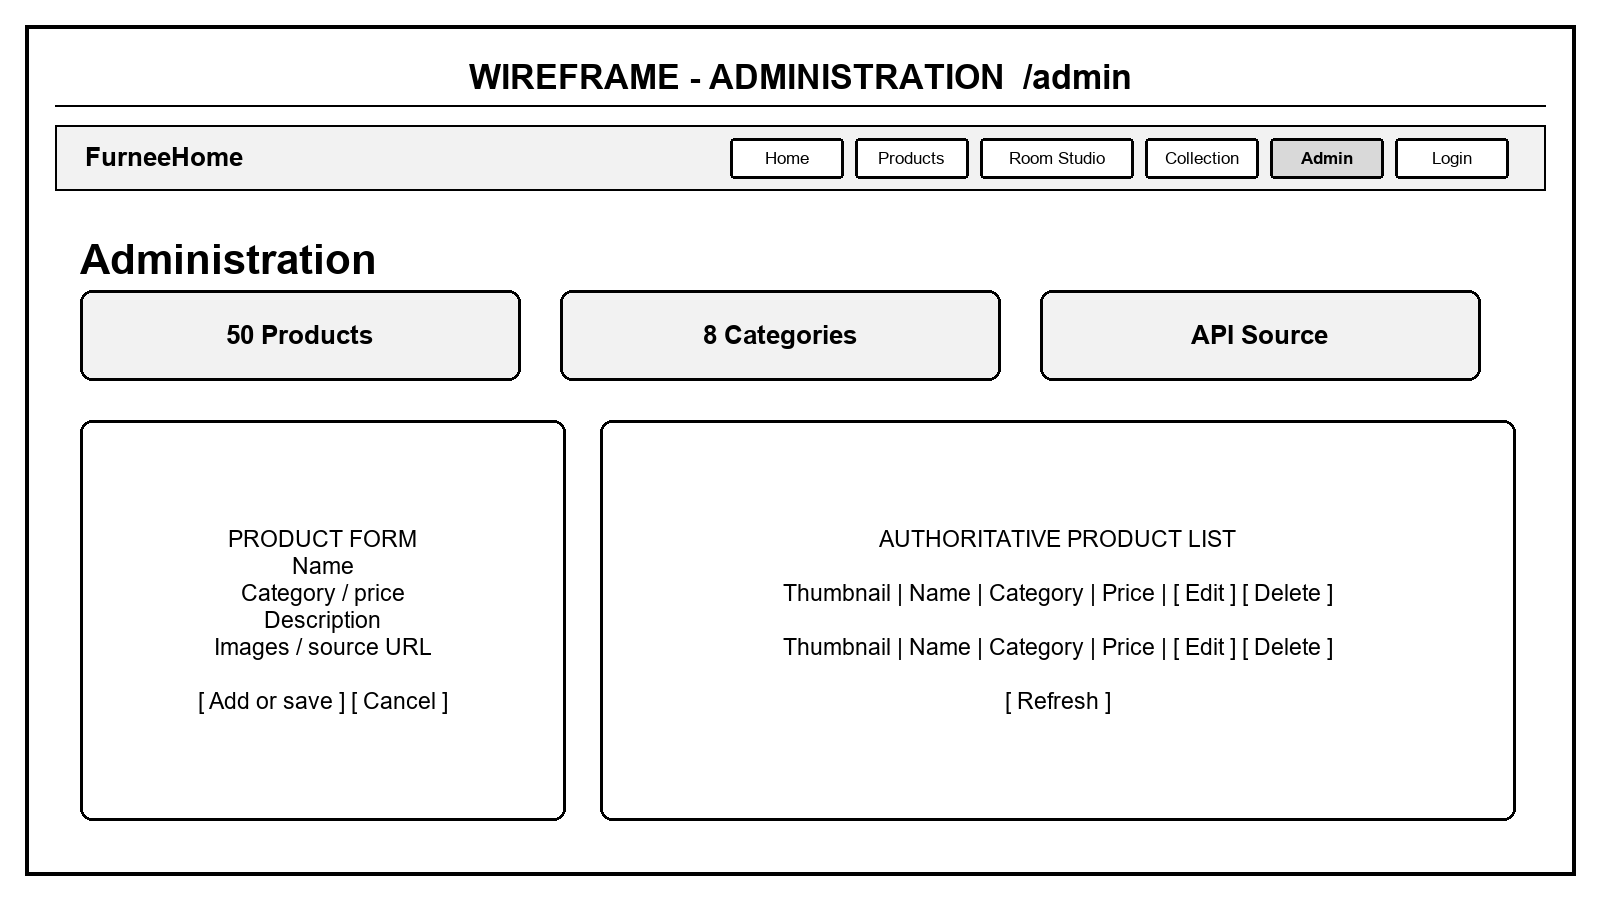 WIREFRAME - ADMINISTRATION /admin
FurneeHome
Home
Products
Room Studio
Collection
Admin
Login
Administration
50 Products
8 Categories
API Source
PRODUCT FORM
Name
Category / price
Description
Images / source URL
[ Add or save ] [ Cancel ]
AUTHORITATIVE PRODUCT LIST
Thumbnail | Name | Category | Price | [ Edit ] [ Delete ]
Thumbnail | Name | Category | Price | [ Edit ] [ Delete ]
[ Refresh ]